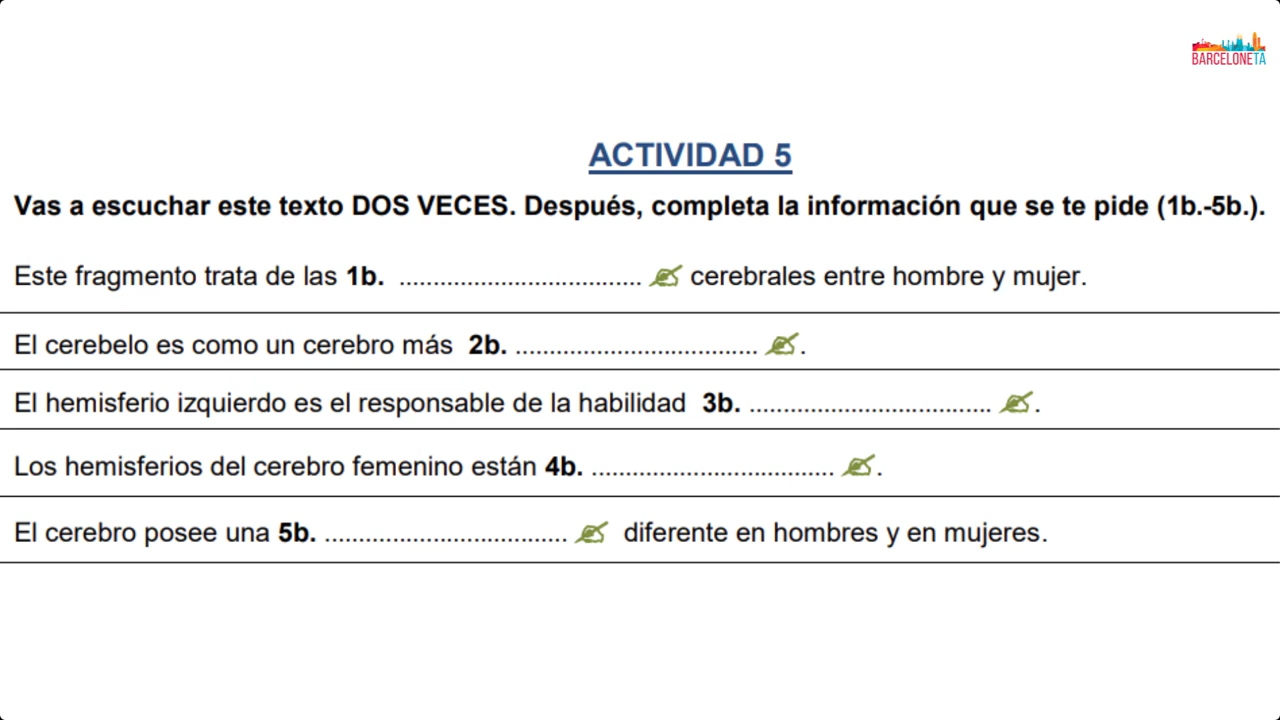 BARCELONETA
ACTIVIDAD 5
Vas a escuchar este texto DOS VECES. Después, completa la información que se te pide (1b.-5b.).
Este fragmento trata de las 1b. .................................... cerebrales entre hombre y mujer.
El cerebelo es como un cerebro más 2b. .................................... .
El hemisferio izquierdo es el responsable de la habilidad 3b. .................................... .
Los hemisferios del cerebro femenino están 4b. .................................... .
El cerebro posee una 5b. .................................... diferente en hombres y en mujeres.